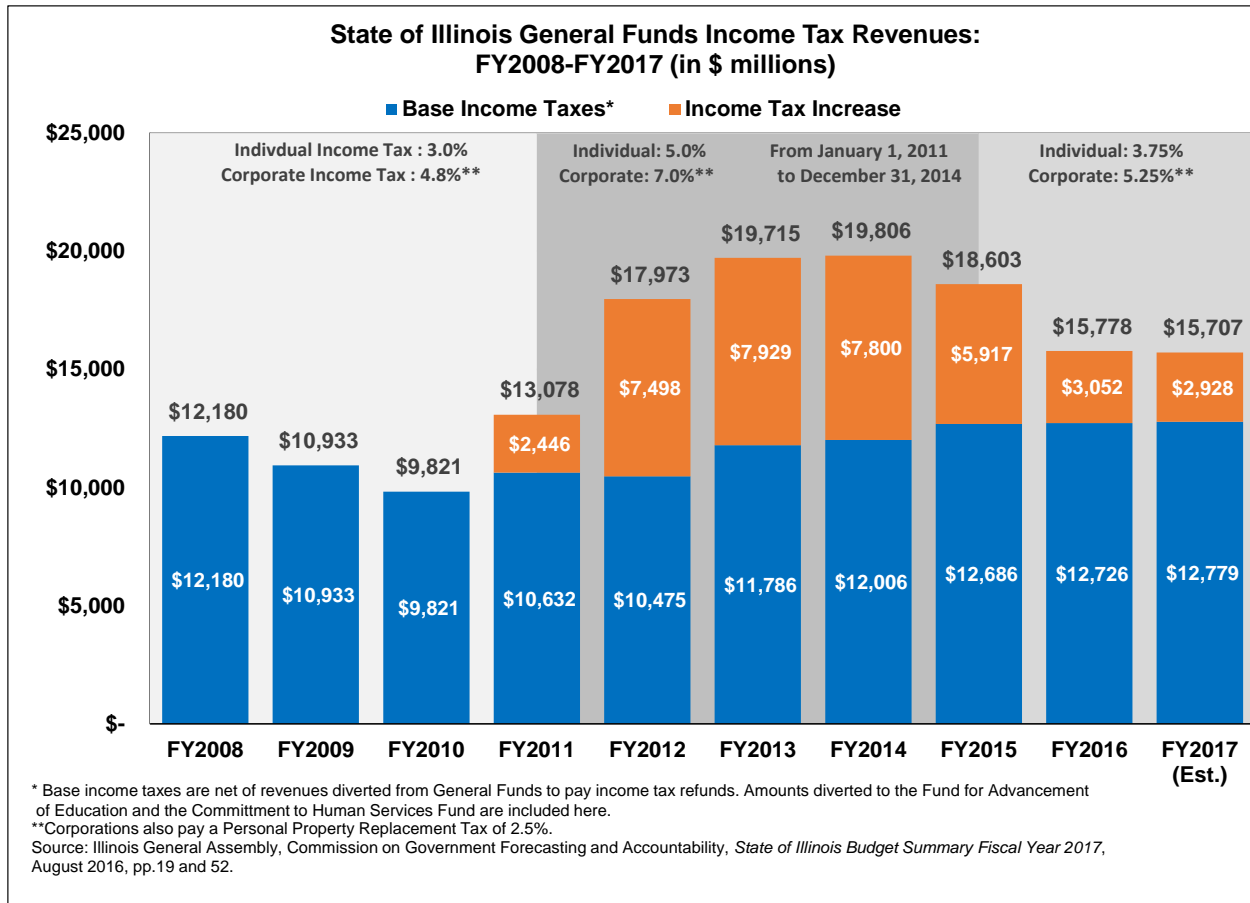 State of Illinois General Funds Income Tax Revenues:
FY2008-FY2017 (in $ millions)
Base Income Taxes* Income Tax Increase
$25,000
$20,000
$15,000
$10,000
$5,000
$-
Indivdual Income Tax : 3.0%
Corporate Income Tax : 4.8%**
Individual: 5.0%
Corporate: 7.0%**
From January 1, 2011
to December 31, 2014
Individual: 3.75%
Corporate: 5.25%**
$12,180
$10,933
$9,821
$13,078
$17,973
$19,715
$19,806
$18,603
$15,778
$15,707
$2,446
$7,498
$7,929
$7,800
$5,917
$3,052
$2,928
$12,180
$10,933
$9,821
$10,632
$10,475
$11,786
$12,006
$12,686
$12,726
$12,779
FY2008 FY2009 FY2010 FY2011 FY2012 FY2013 FY2014 FY2015 FY2016 FY2017
(Est.)
* Base income taxes are net of revenues diverted from General Funds to pay income tax refunds. Amounts diverted to the Fund for Advancement
of Education and the Committment to Human Services Fund are included here.
**Corporations also pay a Personal Property Replacement Tax of 2.5%.
Source: Illinois General Assembly, Commission on Government Forecasting and Accountability, State of Illinois Budget Summary Fiscal Year 2017,
August 2016, pp.19 and 52.